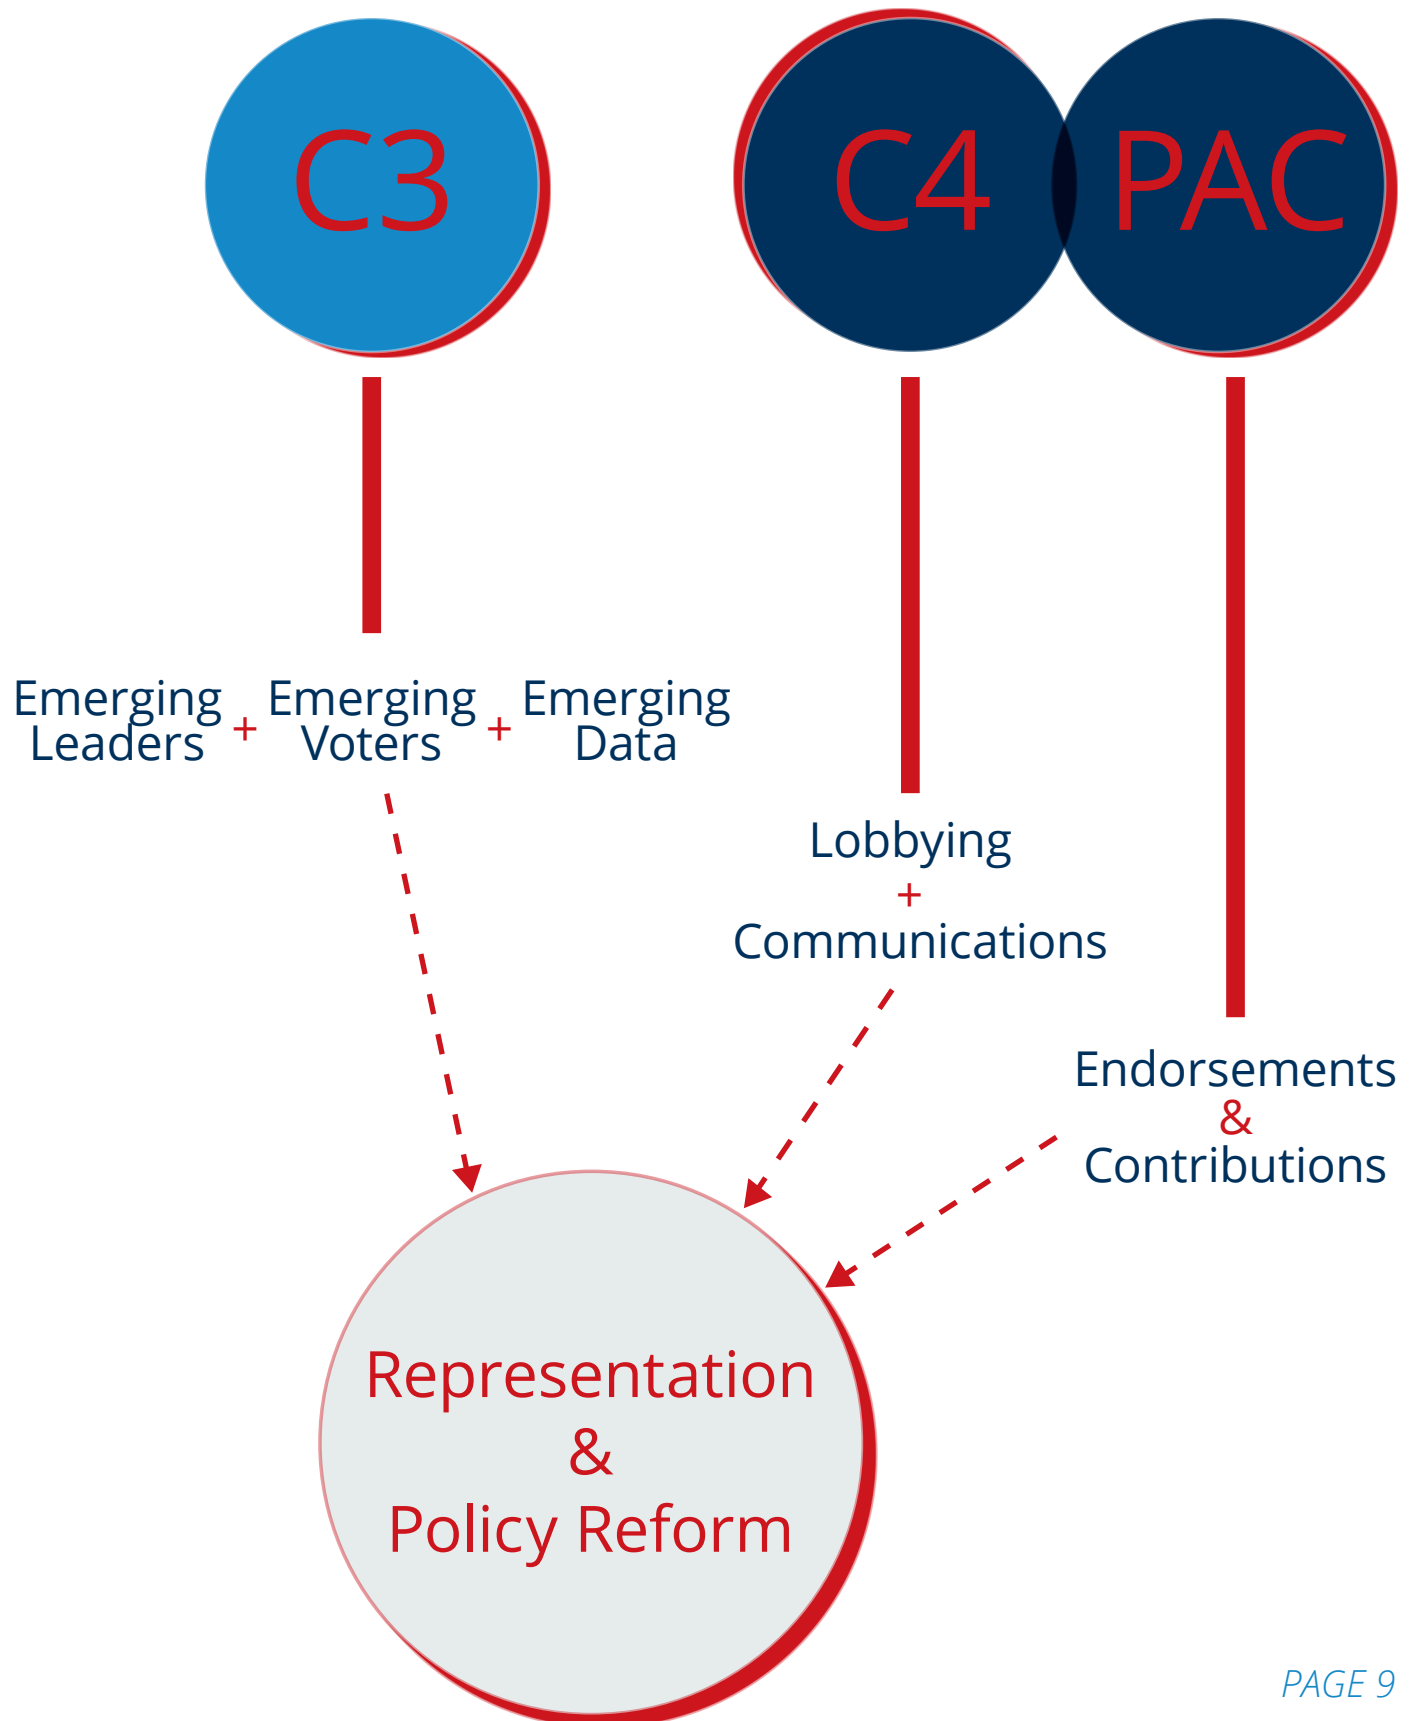 C3
C4
PAC
Emerging
Leaders
+
Emerging
Voters
+
Emerging
Data
Lobbying
+
Communications
Endorsements
&
Contributions
Representation
&
Policy Reform
PAGE 9